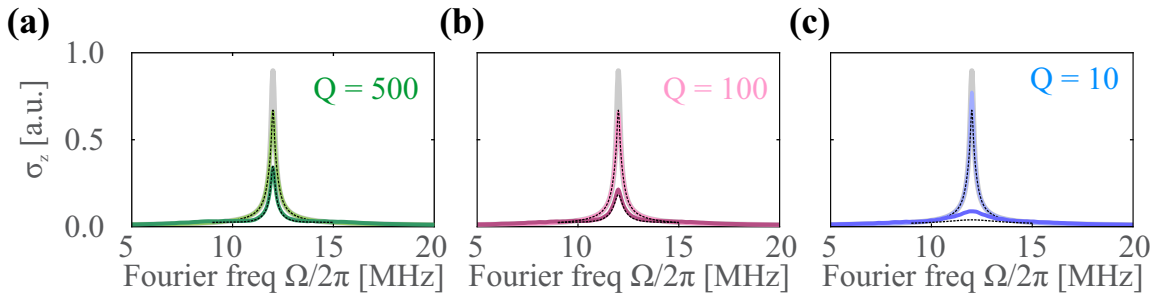 (a) (b) (c)
1.0
Q = 500 Q = 100 Q = 10
σz [a.u.]
0.5
0.0
5 10 15 20 5 10 15 20 5 10 15 20
Fourier freq Ω/2π [MHz] Fourier freq Ω/2π [MHz] Fourier freq Ω/2π [MHz]